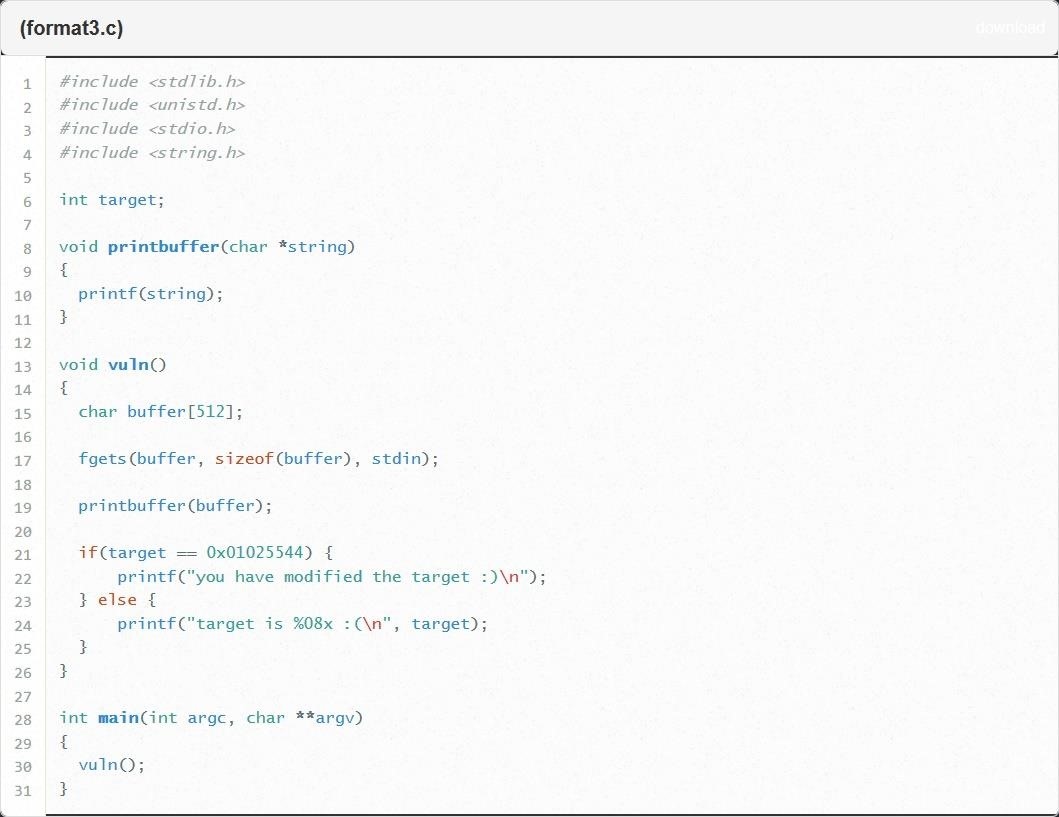 (format3.c)
download
1 #include <stdlib.h>
2 #include <unistd.h>
3 #include <stdio.h>
4 #include <string.h>
5
6 int target;
7
8 void printbuffer(char *string)
9 {
10   printf(string);
11 }
12
13 void vuln()
14 {
15   char buffer[512];
16
17   fgets(buffer, sizeof(buffer), stdin);
18
19   printbuffer(buffer);
20
21   if(target == 0x01025544) {
22       printf("you have modified the target :)\n");
23   } else {
24       printf("target is %08x :(\n", target);
25   }
26 }
27
28 int main(int argc, char **argv)
29 {
30   vuln();
31 }